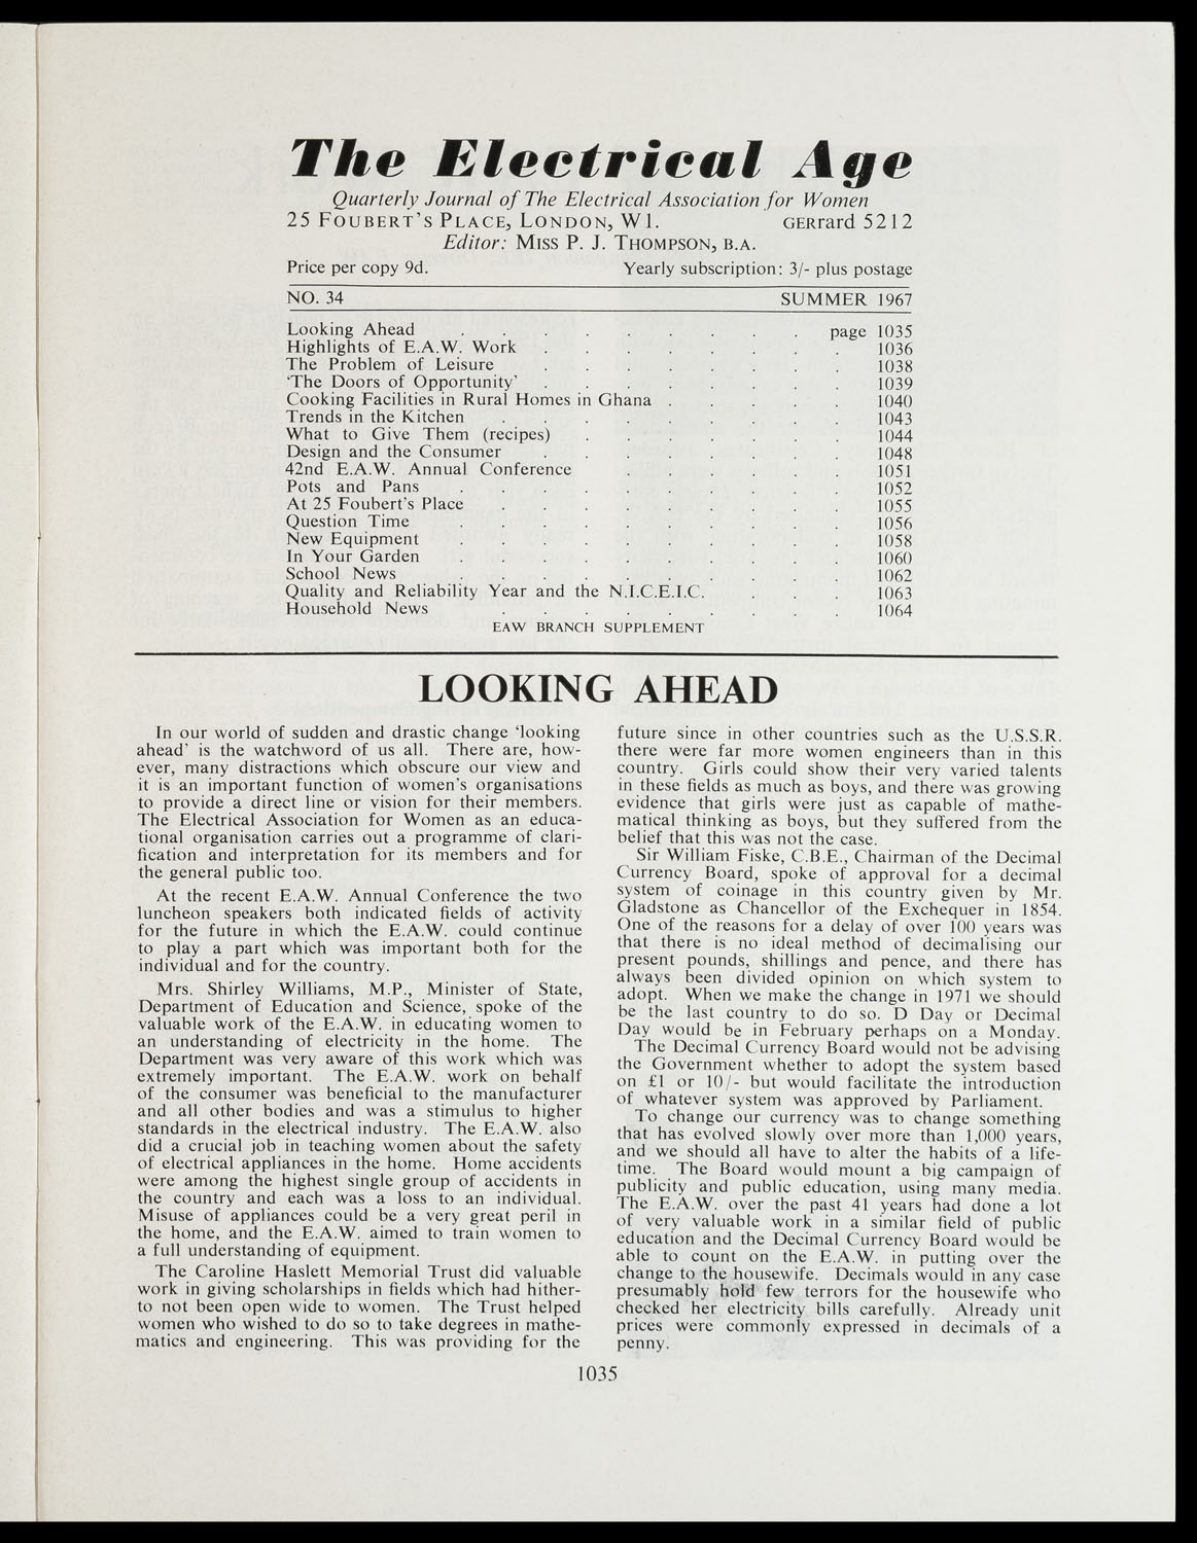 The Electrical Age
Quarterly Journal of The Electrical Association for Women
25 FOUBERT'S PLACE, LONDON, W1. GERrard 5212
Editor: MISS P. J. THOMPSON, B.A.
Price per copy 9d. Yearly subscription: 3/- plus postage
NO. 34 SUMMER 1967
Looking Ahead . . . . . . . . . page 1035
Highlights of E.A.W. Work . . . . . . . . 1036
The Problem of Leisure . . . . . . . . 1038
'The Doors of Opportunity' . . . . . . . . 1039
Cooking Facilities in Rural Homes in Ghana . . . . . 1040
Trends in the Kitchen . . . . . . . . . 1043
What to Give Them (recipes) . . . . . . . 1044
Design and the Consumer . . . . . . . . 1048
42nd E.A.W. Annual Conference . . . . . . 1051
Pots and Pans . . . . . . . . . . 1052
At 25 Foubert's Place . . . . . . . . . 1055
Question Time . . . . . . . . . . 1056
New Equipment . . . . . . . . . . 1058
In Your Garden . . . . . . . . . . 1060
School News . . . . . . . . . . 1062
Quality and Reliability Year and the N.I.C.E.I.C. . . . 1063
Household News . . . . . . . . . 1064
EAW BRANCH SUPPLEMENT
LOOKING AHEAD
In our world of sudden and drastic change 'looking
ahead' is the watchword of us all. There are, how-
ever, many distractions which obscure our view and
it is an important function of women's organisations
to provide a direct line or vision for their members.
The Electrical Association for Women as an educa-
tional organisation carries out a programme of clari-
fication and interpretation for its members and for
the general public too.
At the recent E.A.W. Annual Conference the two
luncheon speakers both indicated fields of activity
for the future in which the E.A.W. could continue
to play a part which was important both for the
individual and for the country.
Mrs. Shirley Williams, M.P., Minister of State,
Department of Education and Science, spoke of the
valuable work of the E.A.W. in educating women to
an understanding of electricity in the home. The
Department was very aware of this work which was
extremely important. The E.A.W. work on behalf
of the consumer was beneficial to the manufacturer
and all other bodies and was a stimulus to higher
standards in the electrical industry. The E.A.W. also
did a crucial job in teaching women about the safety
of electrical appliances in the home. Home accidents
were among the highest single group of accidents in
the country and each was a loss to an individual.
Misuse of appliances could be a very great peril in
the home, and the E.A.W. aimed to train women to
a full understanding of equipment.
The Caroline Haslett Memorial Trust did valuable
work in giving scholarships in fields which had hither-
to not been open wide to women. The Trust helped
women who wished to do so to take degrees in mathe-
matics and engineering. This was providing for the
future since in other countries such as the U.S.S.R.
there were far more women engineers than in this
country. Girls could show their very varied talents
in these fields as much as boys, and there was growing
evidence that girls were just as capable of mathe-
matical thinking as boys, but they suffered from the
belief that this was not the case.
Sir William Fiske, C.B.E., Chairman of the Decimal
Currency Board, spoke of approval for a decimal
system of coinage in this country given by Mr.
Gladstone as Chancellor of the Exchequer in 1854.
One of the reasons for a delay of over 100 years was
that there is no ideal method of decimalising our
present pounds, shillings and pence, and there has
always been divided opinion on which system to
adopt. When we make the change in 1971 we should
be the last country to do so. D Day or Decimal
Day would be in February perhaps on a Monday.
The Decimal Currency Board would not be advising
the Government whether to adopt the system based
on £1 or 10/- but would facilitate the introduction
of whatever system was approved by Parliament.
To change our currency was to change something
that has evolved slowly over more than 1,000 years,
and we should all have to alter the habits of a life-
time. The Board would mount a big campaign of
publicity and public education, using many media.
The E.A.W. over the past 41 years had done a lot
of very valuable work in a similar field of public
education and the Decimal Currency Board would be
able to count on the E.A.W. in putting over the
change to the housewife. Decimals would in any case
presumably hold few terrors for the housewife who
checked her electricity bills carefully. Already unit
prices were commonly expressed in decimals of a
penny.
1035